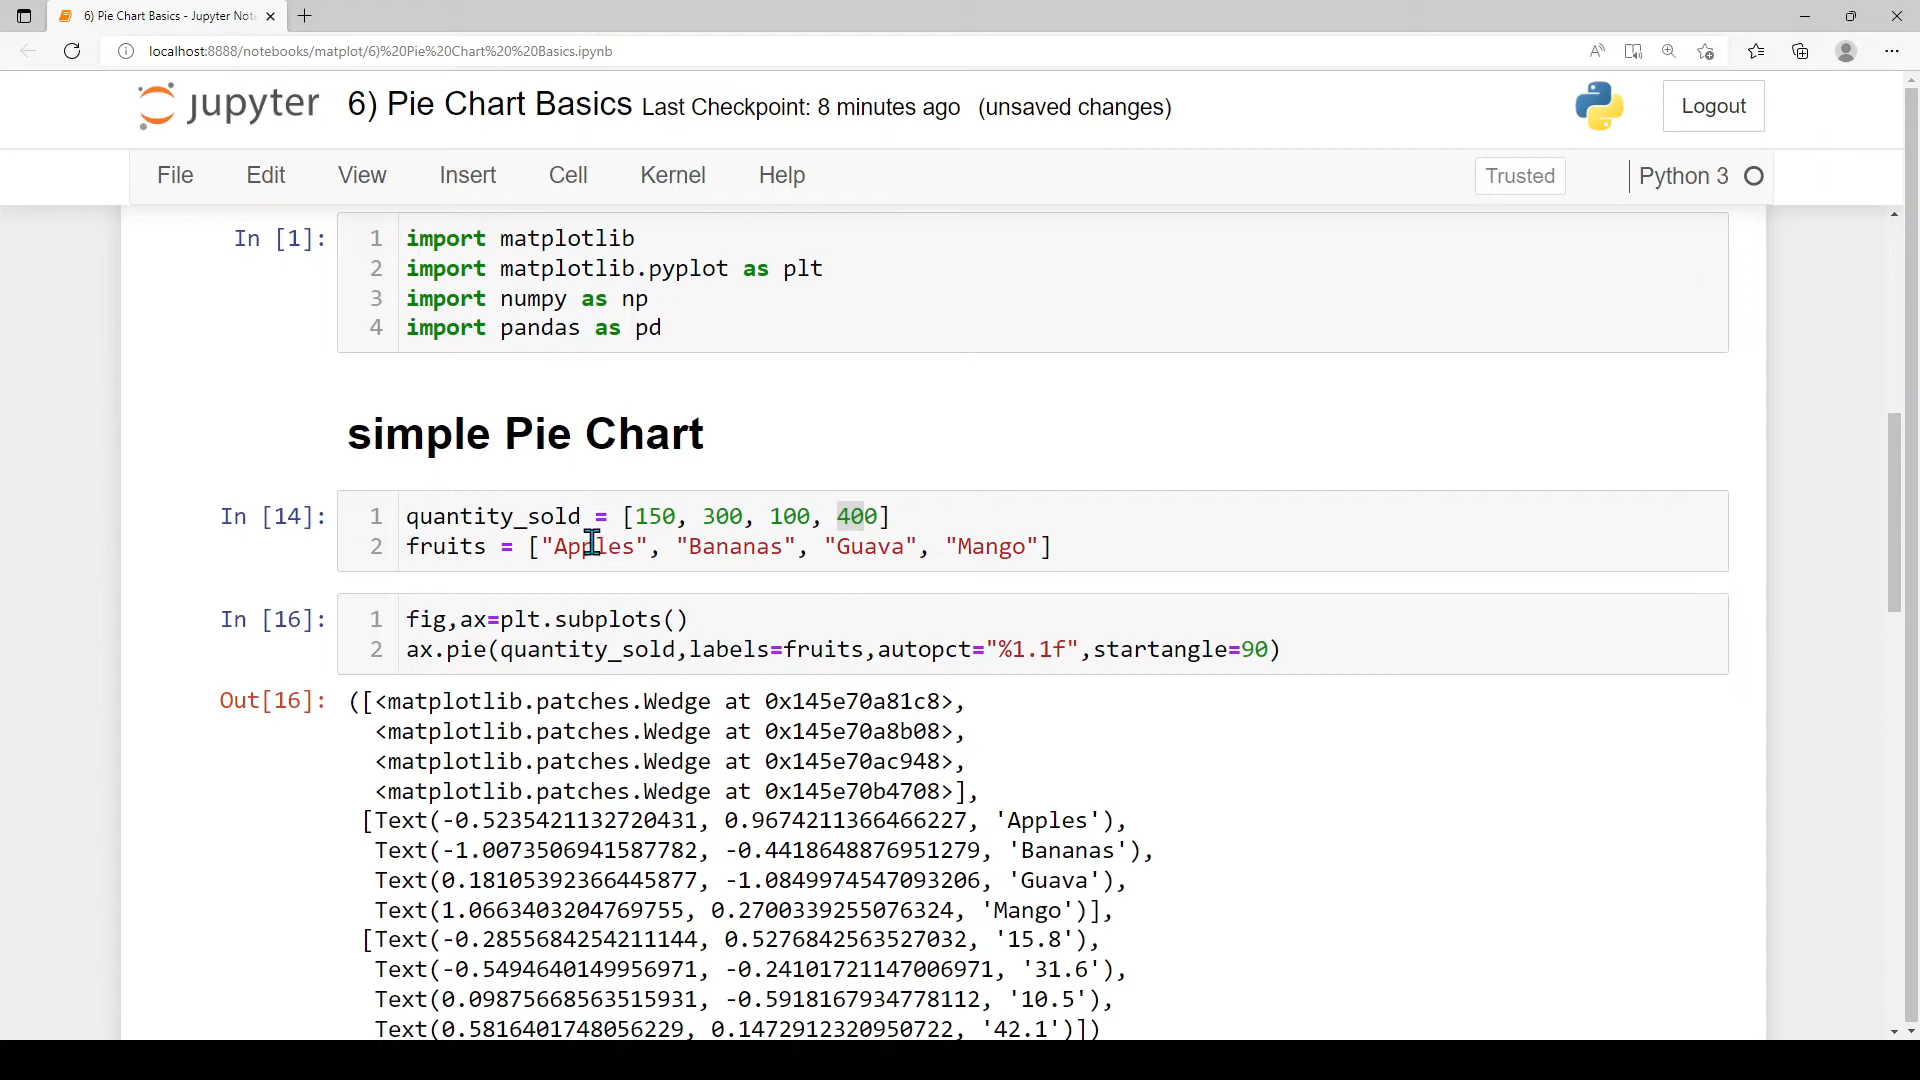 6) Pie Chart Basics - Jupyter Not
localhost:8888/notebooks/matplot/6)%20Pie%20Chart%20%20Basics.ipynb
jupyter 6) Pie Chart Basics Last Checkpoint: 8 minutes ago (unsaved changes) Logout
File Edit View Insert Cell Kernel Help Trusted Python 3
In [1]: 1 import matplotlib
2 import matplotlib.pyplot as plt
3 import numpy as np
4 import pandas as pd
simple Pie Chart
In [14]: 1 quantity_sold = [150, 300, 100, 400]
2 fruits = ["Apples", "Bananas", "Guava", "Mango"]
In [16]: 1 fig,ax=plt.subplots()
2 ax.pie(quantity_sold,labels=fruits,autopct="%1.1f",startangle=90)
Out[16]: ([<matplotlib.patches.Wedge at 0x145e70a81c8>,
<matplotlib.patches.Wedge at 0x145e70a8b08>,
<matplotlib.patches.Wedge at 0x145e70ac948>,
<matplotlib.patches.Wedge at 0x145e70b4708>],
[Text(-0.5235421132720431, 0.9674211366466227, 'Apples'),
Text(-1.0073506941587782, -0.4418648876951279, 'Bananas'),
Text(0.18105392366445877, -1.0849974547093206, 'Guava'),
Text(1.0663403204769755, 0.2700339255076324, 'Mango')],
[Text(-0.2855684254211144, 0.5276842563527032, '15.8'),
Text(-0.5494640149956971, -0.24101721147006971, '31.6'),
Text(0.09875668563515931, -0.5918167934778112, '10.5'),
Text(0.5816401748056229, 0.1472912320950722, '42.1')])